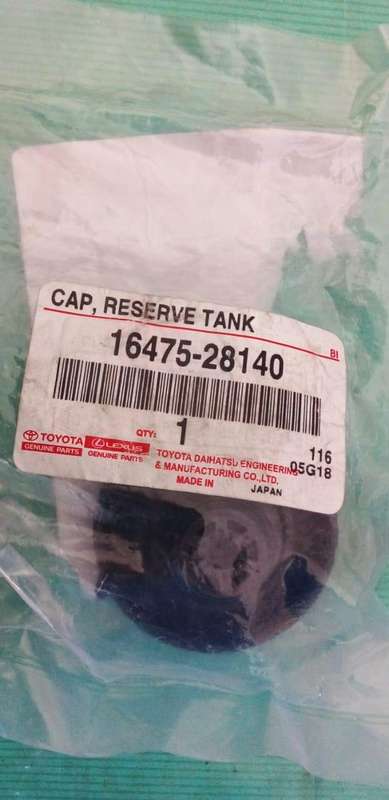 CAP, RESERVE TANK
BI
16475-28140
QTY: 1
116
05G18
TOYOTA
GENUINE PARTS
LEXUS
GENUINE PARTS
TOYOTA DAIHATSU ENGINEERING
& MANUFACTURING CO.,LTD.
MADE IN JAPAN